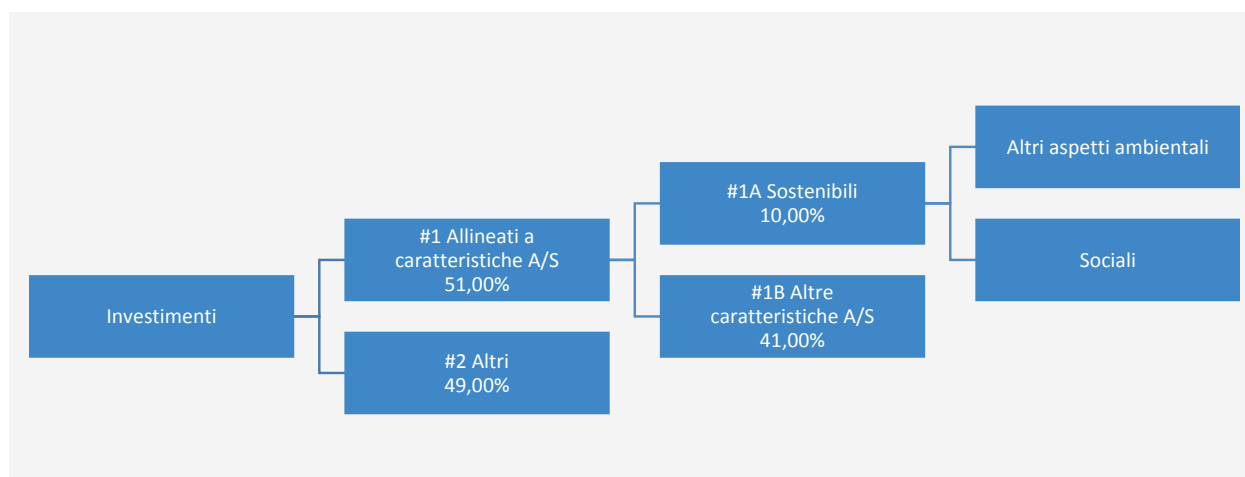 Investimenti
#1 Allineati a
caratteristiche A/S
51,00%
#2 Altri
49,00%
#1A Sostenibili
10,00%
#1B Altre
caratteristiche A/S
41,00%
Altri aspetti ambientali
Sociali